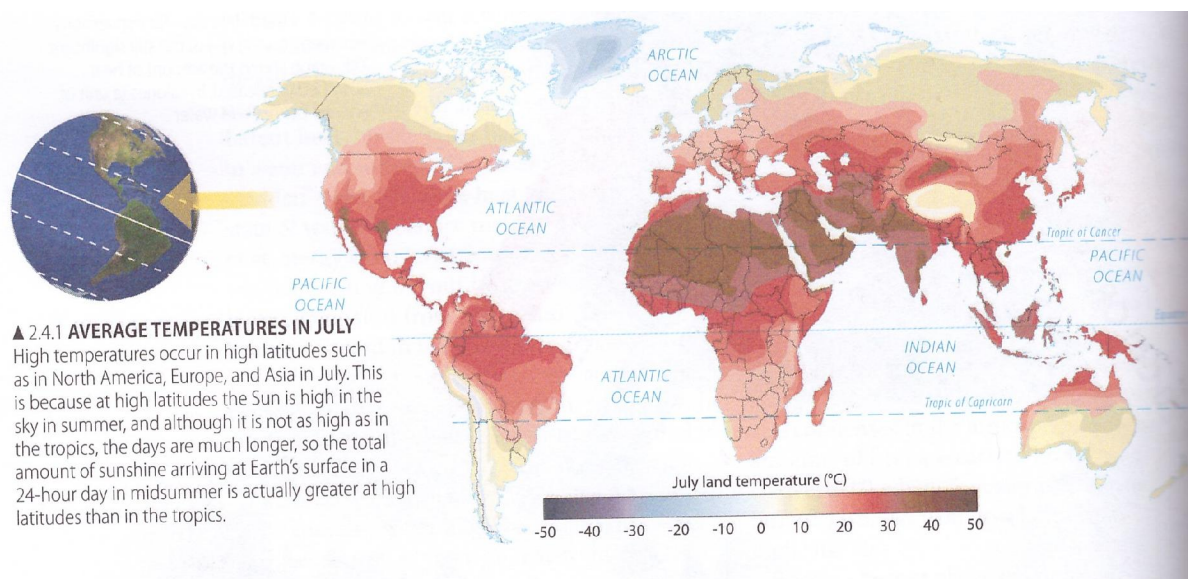 ARCTIC
OCEAN
ATLANTIC
OCEAN
Tropic of Cancer
PACIFIC
OCEAN
PACIFIC
OCEAN
▲ 2.4.1 AVERAGE TEMPERATURES IN JULY
High temperatures occur in high latitudes such
as in North America, Europe, and Asia in July. This
is because at high latitudes the Sun is high in the
sky in summer, and although it is not as high as in
the tropics, the days are much longer, so the total
amount of sunshine arriving at Earth's surface in a
24-hour day in midsummer is actually greater at high
latitudes than in the tropics.
INDIAN
OCEAN
ATLANTIC
OCEAN
Tropic of Capricorn
July land temperature (°C)
-50 -40 -30 -20 -10 0 10 20 30 40 50